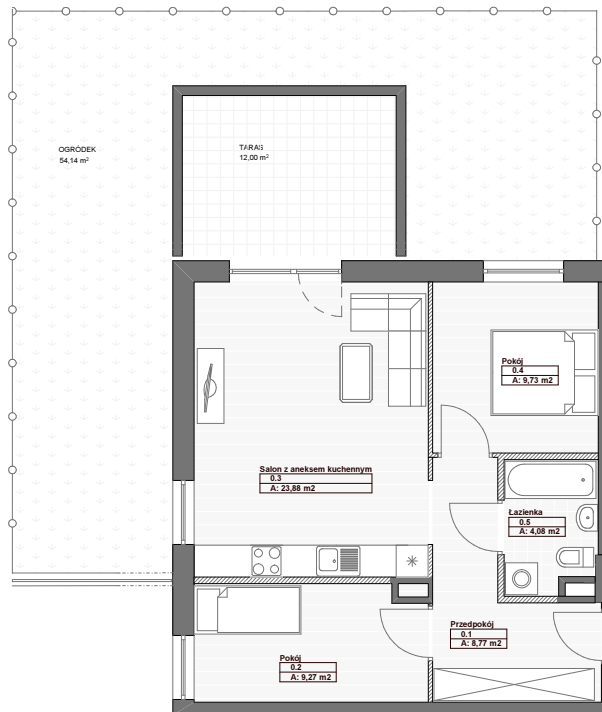 OGRÓDEK
54,14 m²
TARAS
12,00 m²
Pokój
0.4
A: 9,73 m2
Salon z aneksem kuchennym
0.3
A: 23,88 m2
Łazienka
0.5
A: 4,08 m2
Przedpokój
0.1
A: 8,77 m2
Pokój
0.2
A: 9,27 m2